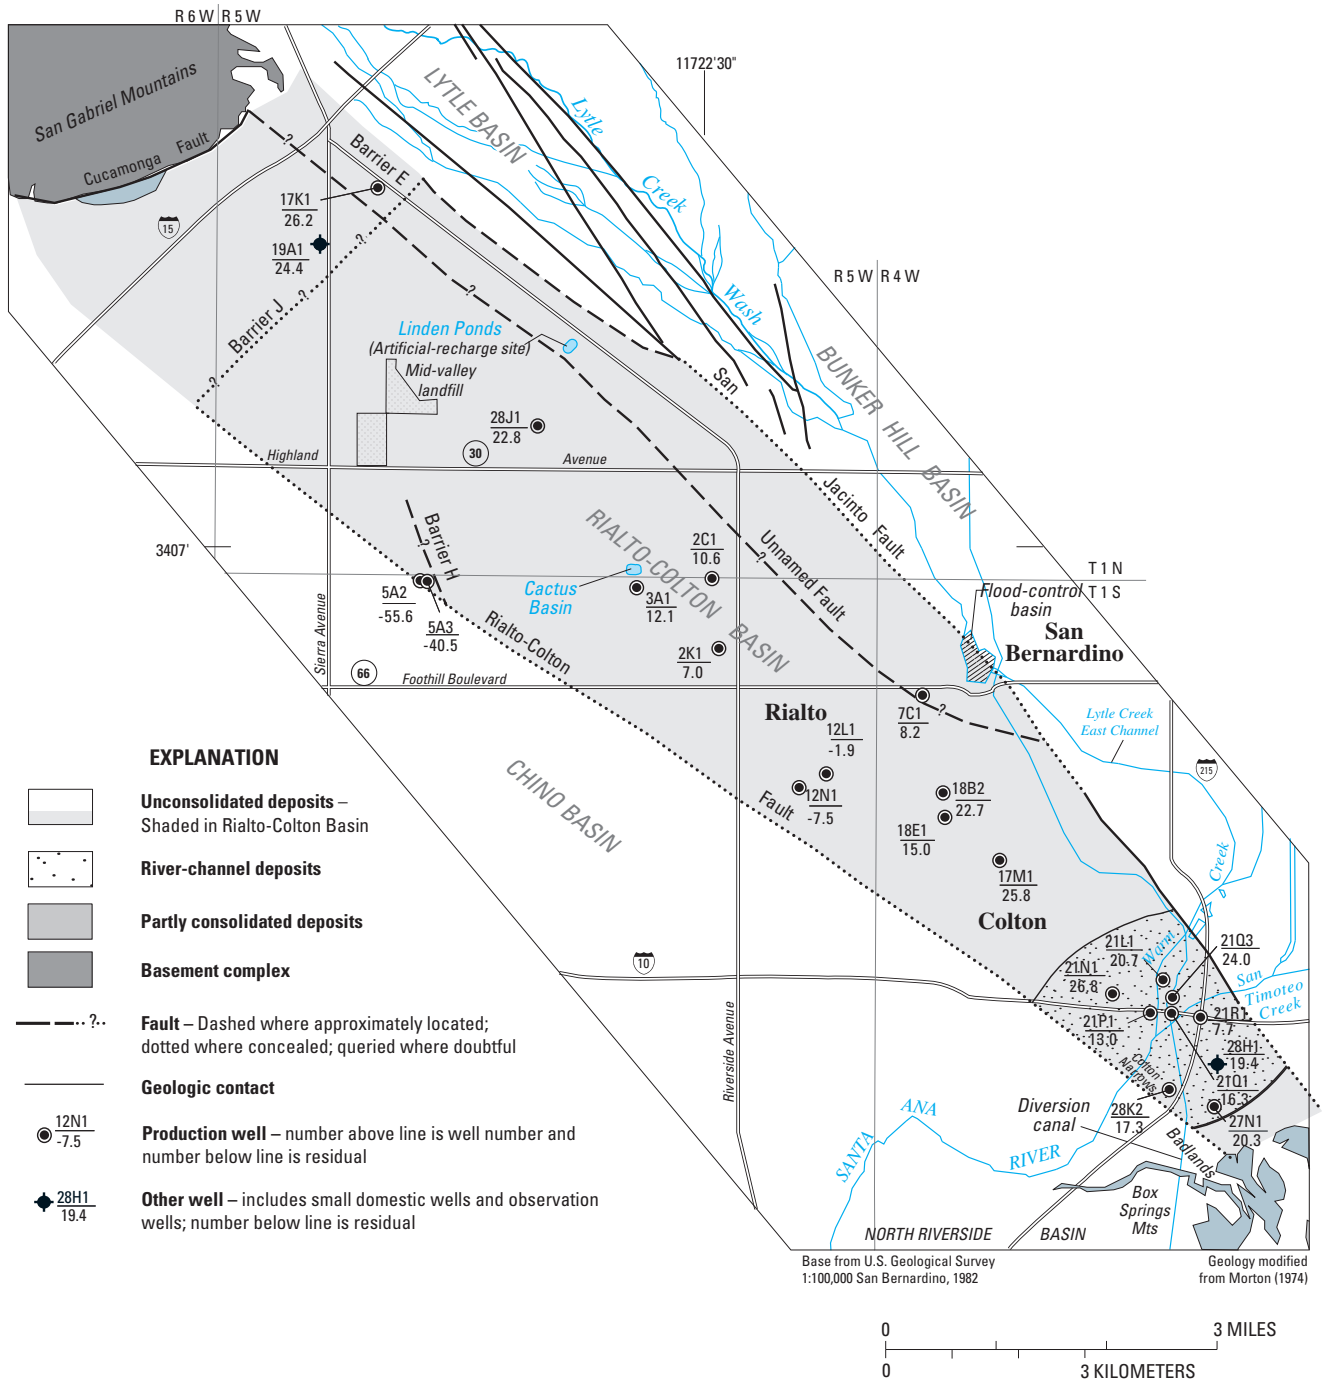 R 6 W R 5 W
11722'30"
San Gabriel Mountains
Cucamonga Fault
LYTLE BASIN
Lytle
Creek
Wash
Barrier E
?
17K1
26.2
15
19A1
24.4
?
?
?
Barrier J
?
R 5 W R 4 W
Linden Ponds
(Artificial-recharge site)
Mid-valley
landfill
San
Jacinto
Fault
BUNKER HILL BASIN
28J1
22.8
30
Highland
Avenue
Barrier H
?
RIALTO-COLTON BASIN
2C1
10.6
Unnamed Fault
?
3407'
T 1 N
T 1 S
Cactus
Basin
3A1
12.1
5A2
-55.6
5A3
-40.5
Flood-control
basin
San
Bernardino
Sierra Avenue
Rialto-Colton
Fault
2K1
7.0
66
Foothill Boulevard
Rialto
7C1
8.2
?
Lytle Creek
East Channel
12L1
-1.9
12N1
-7.5
CHINO BASIN
215
18B2
22.7
18E1
15.0
17M1
25.8
Colton
Warm
Creek
21L1
20.7
21Q3
24.0
21N1
26.8
San
Timoteo
Creek
10
21P1
13.0
21R1
7.7
28H1
19.4
Riverside Avenue
Colton
Narrows
21Q1
16.3
28K2
17.3
27N1
20.3
Diversion
canal
SANTA
ANA
RIVER
Badlands
Box
Springs
Mts
NORTH RIVERSIDE BASIN
EXPLANATION
Unconsolidated deposits –
Shaded in Rialto-Colton Basin
River-channel deposits
Partly consolidated deposits
Basement complex
?
Fault – Dashed where approximately located;
dotted where concealed; queried where doubtful
Geologic contact
12N1
-7.5
Production well – number above line is well number and
number below line is residual
28H1
19.4
Other well – includes small domestic wells and observation
wells; number below line is residual
Base from U.S. Geological Survey
1:100,000 San Bernardino, 1982
Geology modified
from Morton (1974)
0 3 MILES
0 3 KILOMETERS